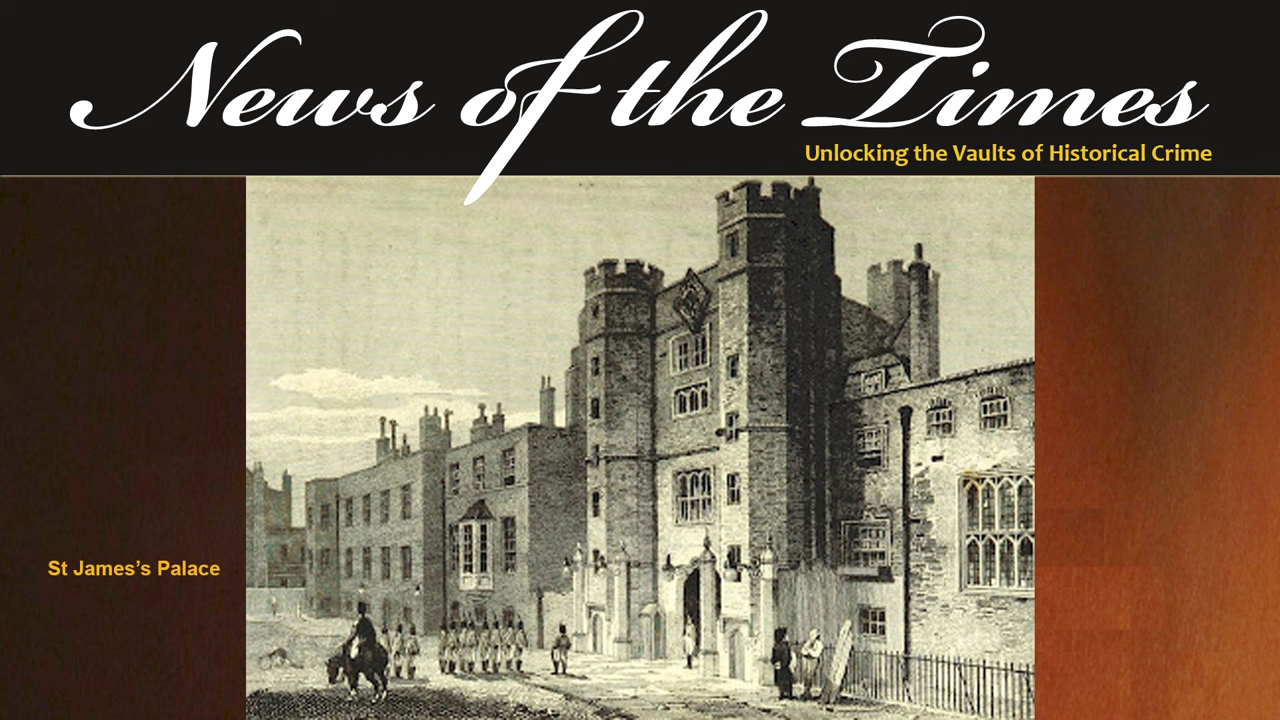 News of the Times
Unlocking the Vaults of Historical Crime
St James’s Palace